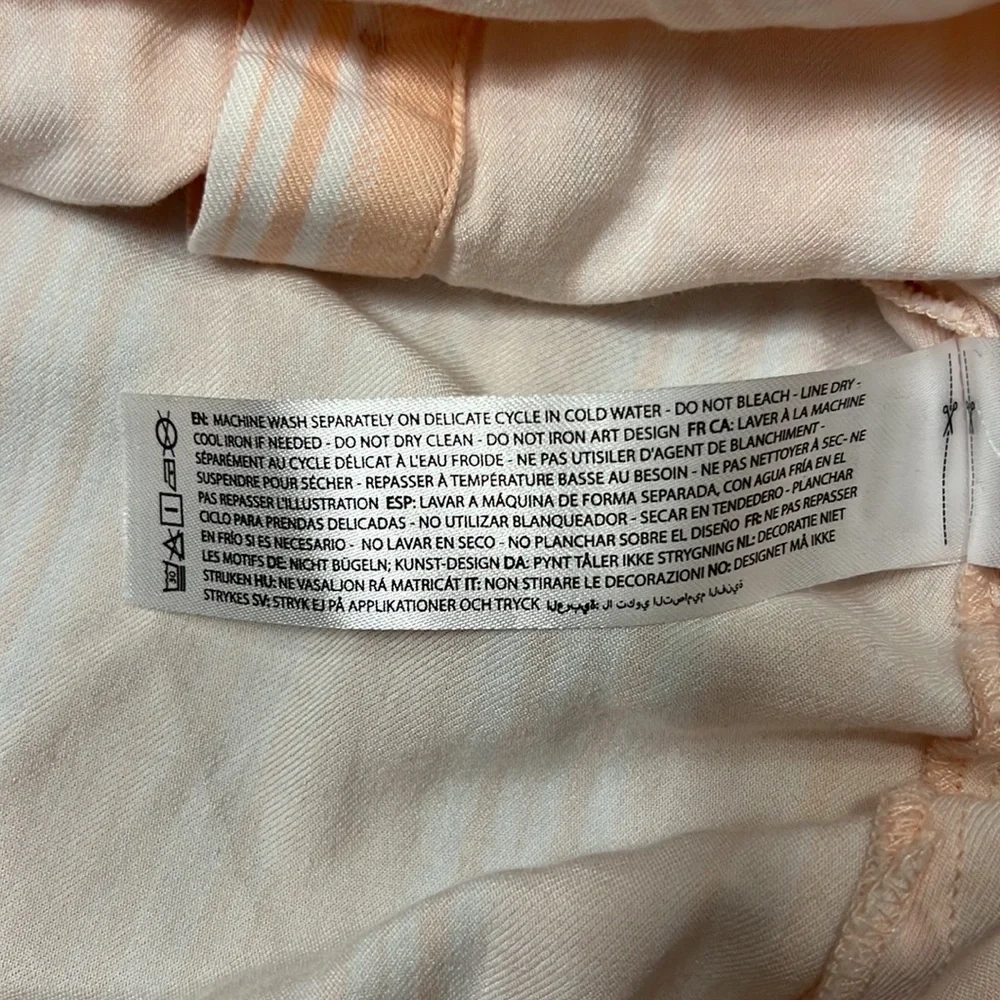 EN: MACHINE WASH SEPARATELY ON DELICATE CYCLE IN COLD WATER - DO NOT BLEACH - LINE DRY -
COOL IRON IF NEEDED - DO NOT DRY CLEAN - DO NOT IRON ART DESIGN FR CA: LAVER À LA MACHINE
SÉPARÉMENT AU CYCLE DÉLICAT À L'EAU FROIDE - NE PAS UTISILER D'AGENT DE BLANCHIMENT -
SUSPENDRE POUR SÉCHER - REPASSER À TEMPÉRATURE BASSE AU BESOIN - NE PAS NETTOYER À SEC- NE
PAS REPASSER L'ILLUSTRATION ESP: LAVAR A MÁQUINA DE FORMA SEPARADA, CON AGUA FRÍA EN EL
CICLO PARA PRENDAS DELICADAS - NO UTILIZAR BLANQUEADOR - SECAR EN TENDEDERO - PLANCHAR
EN FRÍO SI ES NECESARIO - NO LAVAR EN SECO - NO PLANCHAR SOBRE EL DISEÑO FR: NE PAS REPASSER
LES MOTIFS DE: NICHT BÜGELN; KUNST-DESIGN DA: PYNT TÅLER IKKE STRYGNING NL: DECORATIE NIET
STRIJKEN HU: NE VASALJON RÁ MATRICÁT IT: NON STIRARE LE DECORAZIONI NO: DESIGNET MÅ IKKE
STRYKES SV: STRYK EJ PÅ APPLIKATIONER OCH TRYCK العربية: لا تكوي التصاميم الفنية
30